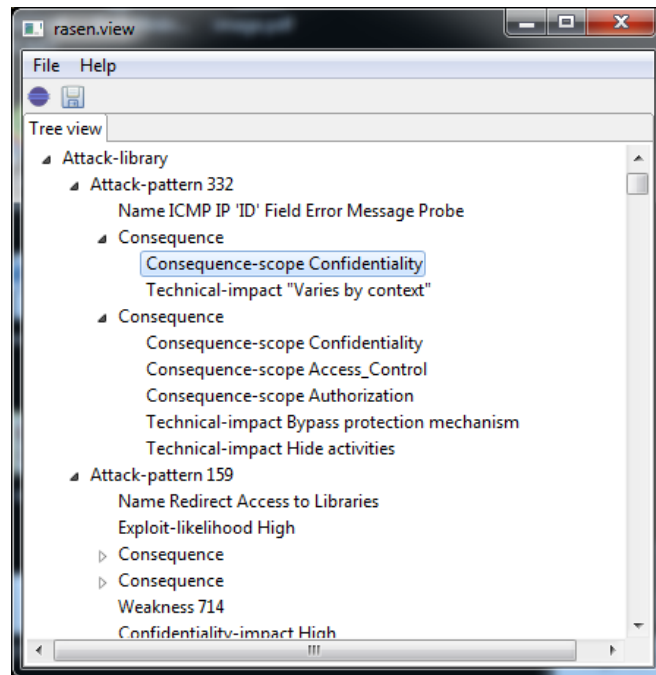 rasen.view
File Help
Tree view
Attack-library
Attack-pattern 332
Name ICMP IP 'ID' Field Error Message Probe
Consequence
Consequence-scope Confidentiality
Technical-impact "Varies by context"
Consequence
Consequence-scope Confidentiality
Consequence-scope Access_Control
Consequence-scope Authorization
Technical-impact Bypass protection mechanism
Technical-impact Hide activities
Attack-pattern 159
Name Redirect Access to Libraries
Exploit-likelihood High
Consequence
Consequence
Weakness 714
Confidentiality-impact High